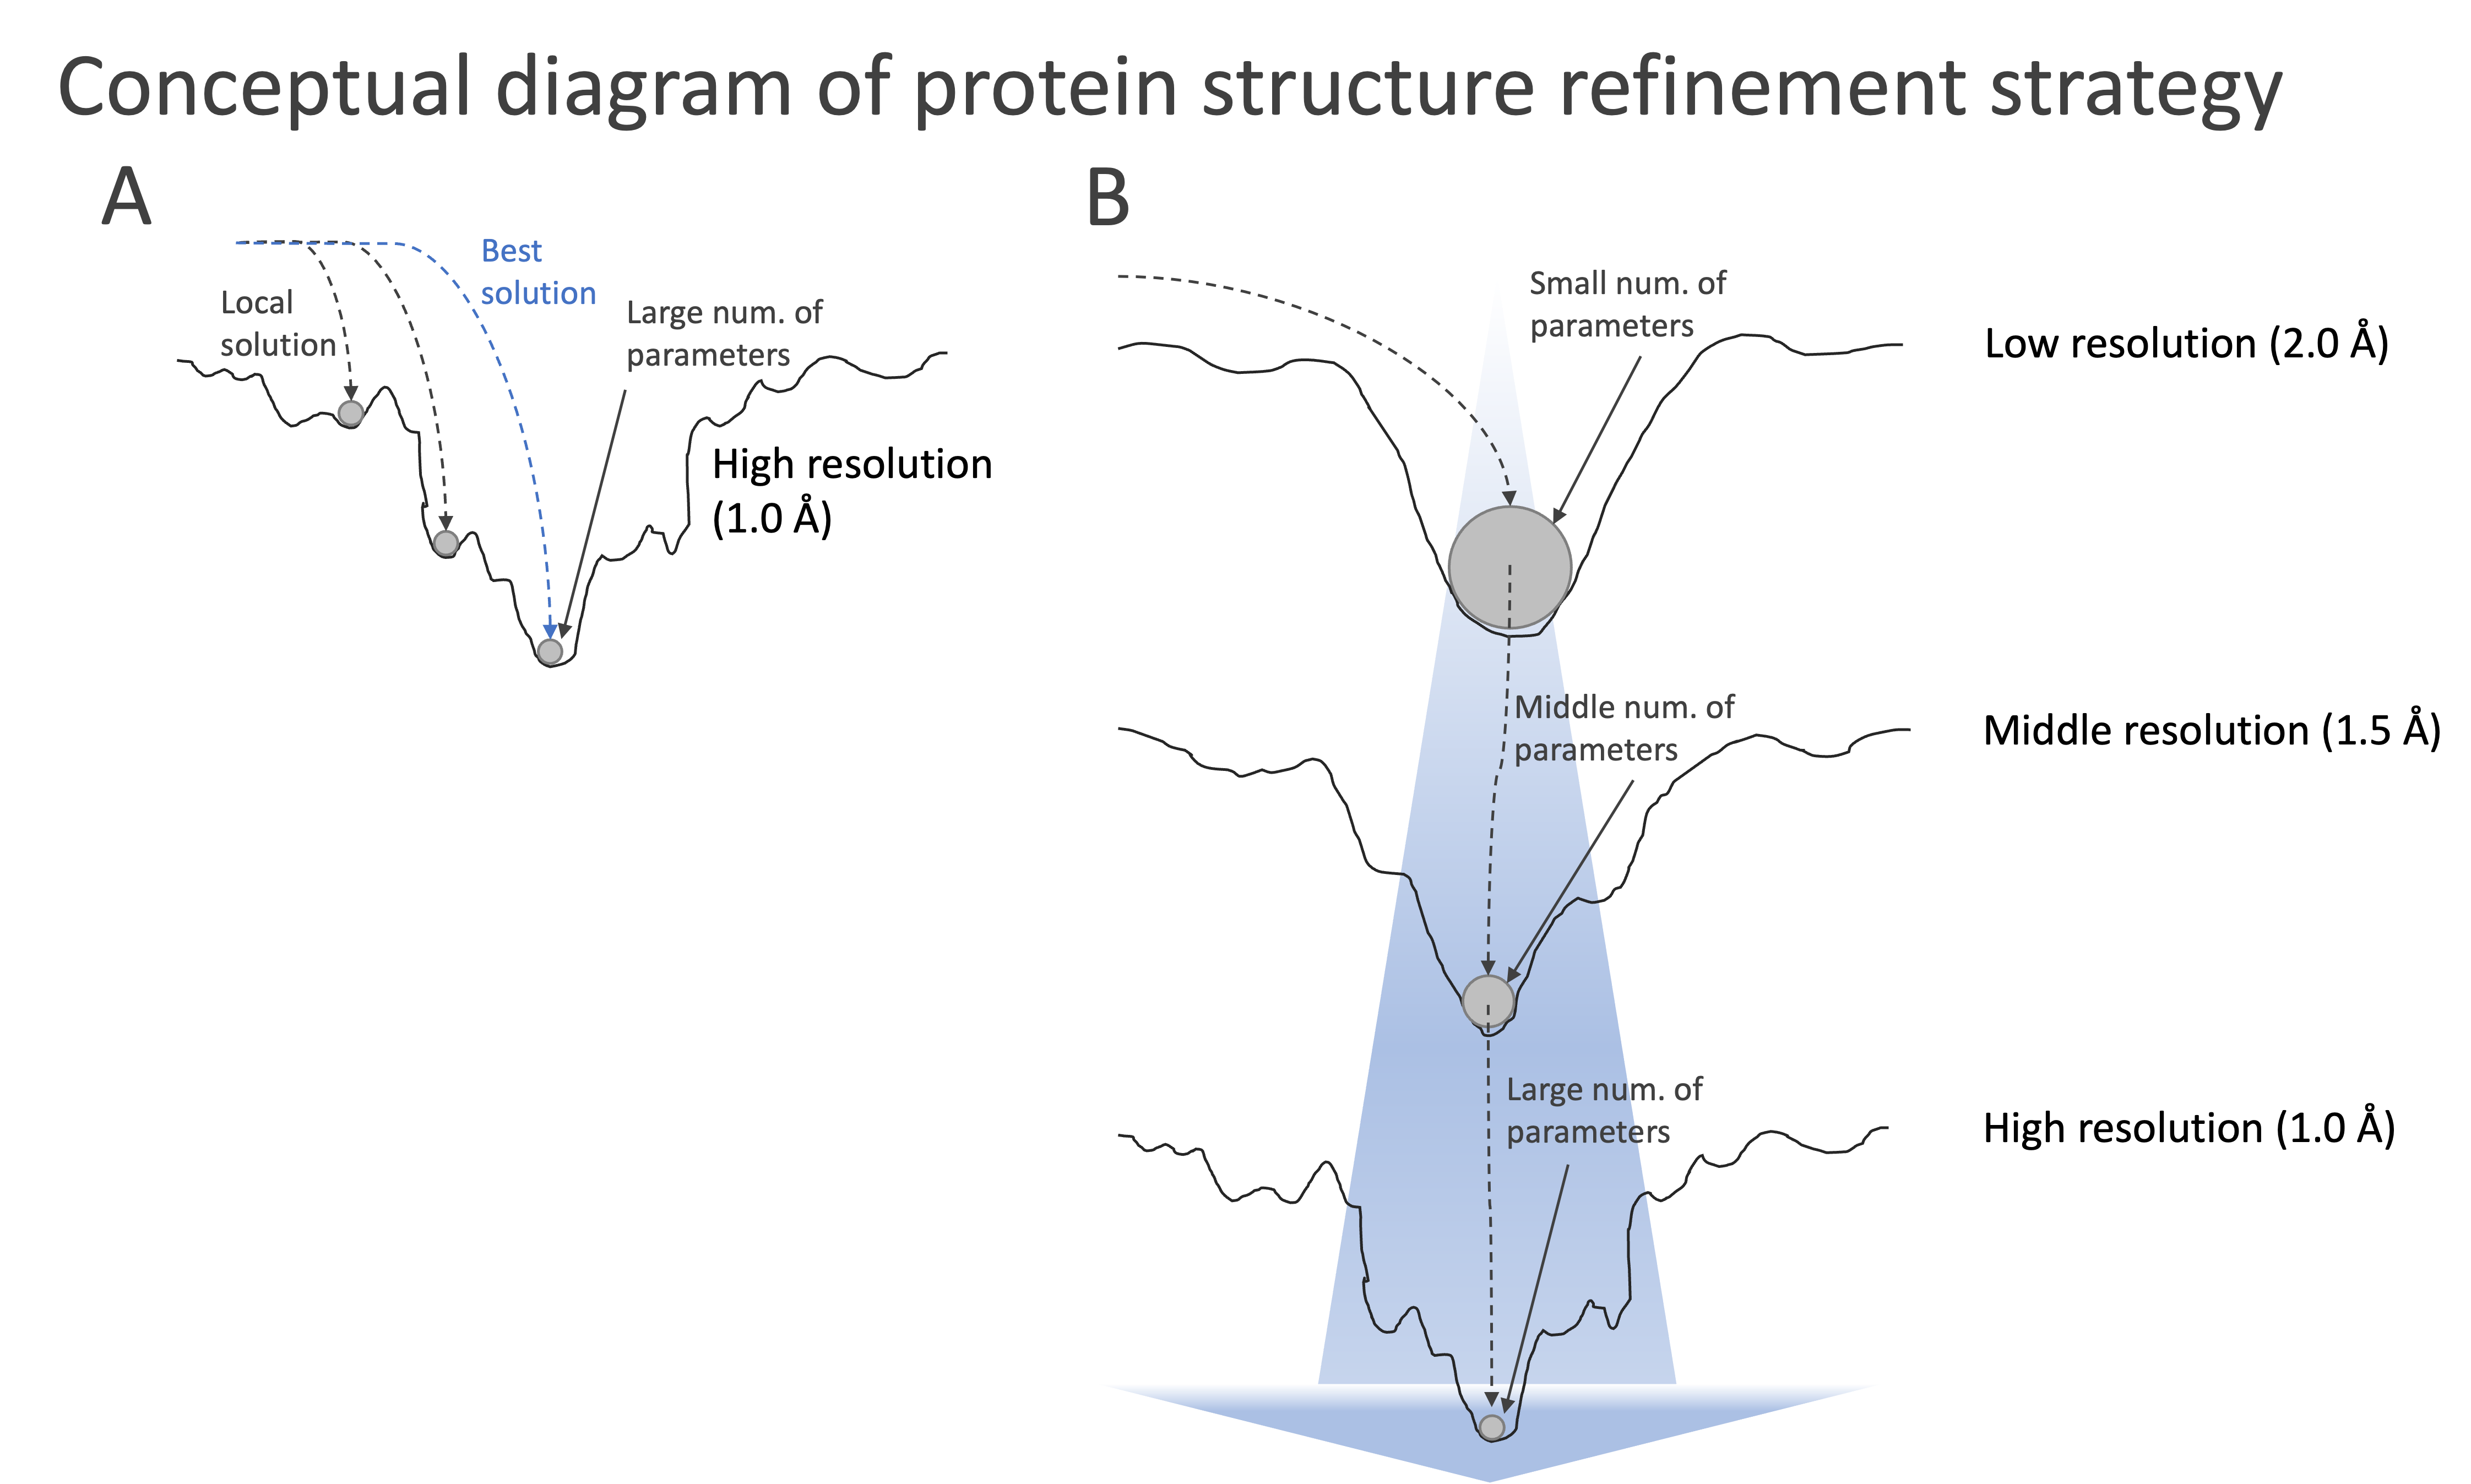 Conceptual diagram of protein structure refinement strategy
A
Best
solution
Local
solution
Large num. of
parameters
High resolution
(1.0 Å)
B
Small num. of
parameters
Low resolution (2.0 Å)
Middle num. of
parameters
Middle resolution (1.5 Å)
Large num. of
parameters
High resolution (1.0 Å)